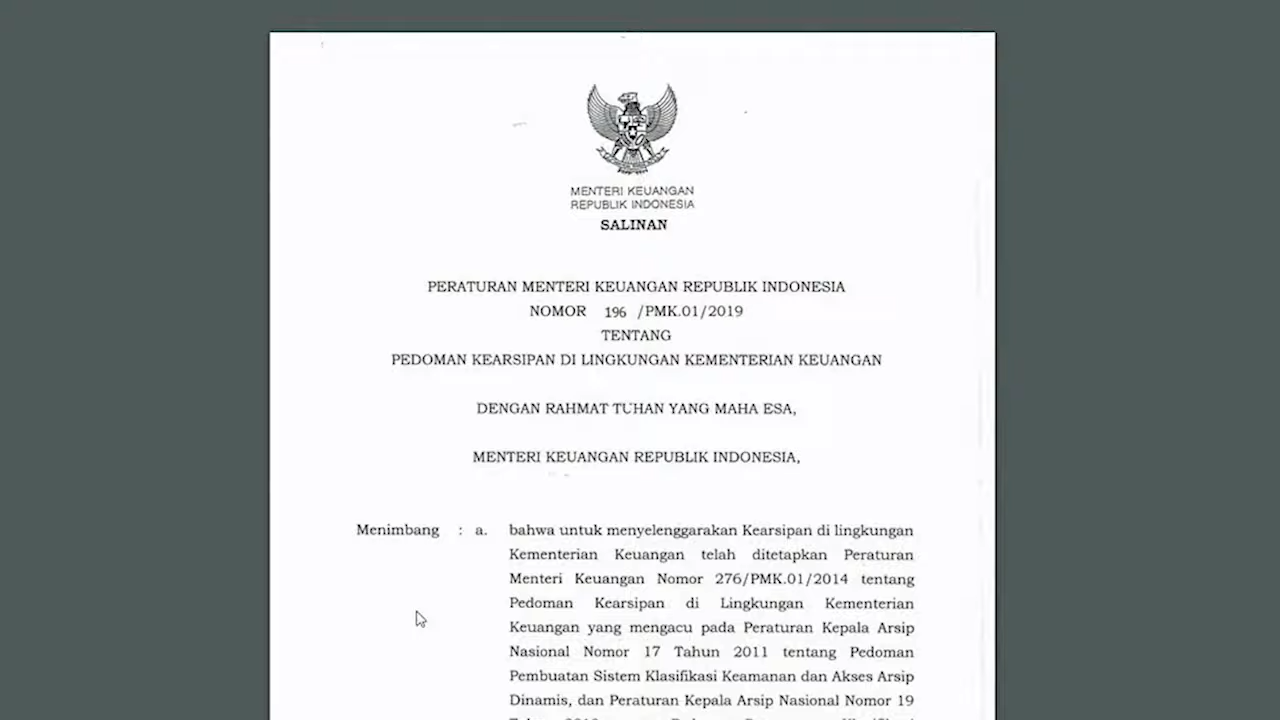 MENTERI KEUANGAN
REPUBLIK INDONESIA
SALINAN
PERATURAN MENTERI KEUANGAN REPUBLIK INDONESIA
NOMOR 196 /PMK.01/2019
TENTANG
PEDOMAN KEARSIPAN DI LINGKUNGAN KEMENTERIAN KEUANGAN
DENGAN RAHMAT TUHAN YANG MAHA ESA,
MENTERI KEUANGAN REPUBLIK INDONESIA,
Menimbang : a. bahwa untuk menyelenggarakan Kearsipan di lingkungan
Kementerian Keuangan telah ditetapkan Peraturan
Menteri Keuangan Nomor 276/PMK.01/2014 tentang
Pedoman Kearsipan di Lingkungan Kementerian
Keuangan yang mengacu pada Peraturan Kepala Arsip
Nasional Nomor 17 Tahun 2011 tentang Pedoman
Pembuatan Sistem Klasifikasi Keamanan dan Akses Arsip
Dinamis, dan Peraturan Kepala Arsip Nasional Nomor 19